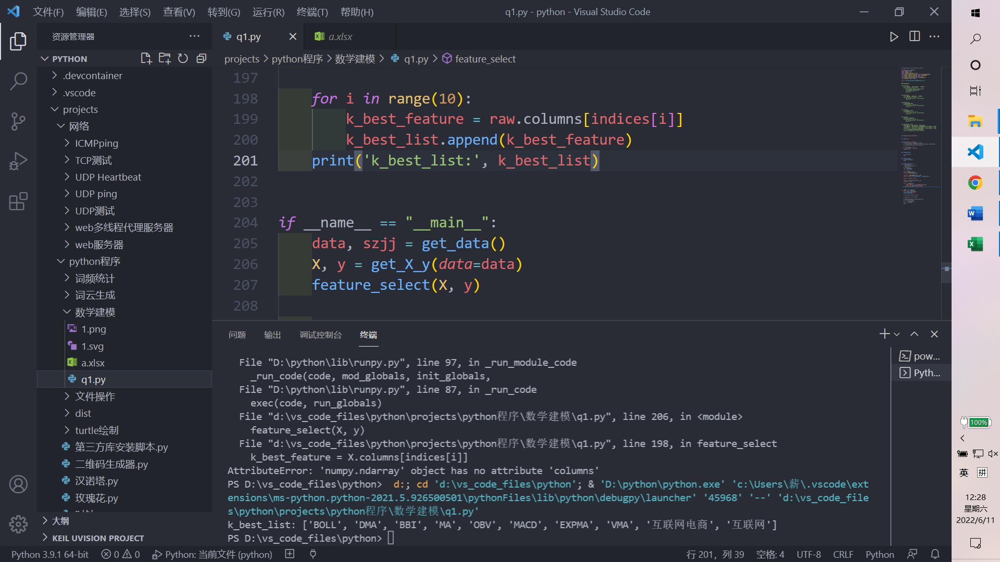 文件(F) 编辑(E) 选择(S) 查看(V) 转到(G) 运行(R) 终端(T) 帮助(H) q1.py - python - Visual Studio Code
资源管理器
PYTHON
.devcontainer
.vscode
projects
网络
ICMPping
TCP测试
UDP Heartbeat
UDP ping
UDP测试
web多线程代理服务器
web服务器
python程序
词频统计
词云生成
数学建模
1.png
1.svg
a.xlsx
q1.py
文件操作
dist
turtle绘制
第三方库安装脚本.py
二维码生成器.py
汉诺塔.py
玫瑰花.py
大纲
KEIL UVISION PROJECT
q1.py a.xlsx
projects > python程序 > 数学建模 > q1.py > feature_select
197
198 for i in range(10):
199 k_best_feature = raw.columns[indices[i]]
200 k_best_list.append(k_best_feature)
201 print('k_best_list:', k_best_list)
202
203
204 if __name__ == "__main__":
205 data, szjj = get_data()
206 X, y = get_X_y(data=data)
207 feature_select(X, y)
208
问题 输出 调试控制台 终端
File "D:\python\lib\runpy.py", line 97, in _run_module_code
_run_code(code, mod_globals, init_globals,
File "D:\python\lib\runpy.py", line 87, in _run_code
exec(code, run_globals)
File "d:\vs_code_files\python\projects\python程序\数学建模\q1.py", line 206, in <module>
feature_select(X, y)
File "d:\vs_code_files\python\projects\python程序\数学建模\q1.py", line 198, in feature_select
k_best_feature = X.columns[indices[i]]
AttributeError: 'numpy.ndarray' object has no attribute 'columns'
PS D:\vs_code_files\python>  d:; cd 'd:\vs_code_files\python'; & 'D:\python\python.exe' 'c:\Users\薪\.vscode\ext
ensions\ms-python.python-2021.5.926500501\pythonFiles\lib\python\debugpy\launcher' '45968' '--' 'd:\vs_code_file
s\python\projects\python程序\数学建模\q1.py'
k_best_list: ['BOLL', 'DMA', 'BBI', 'MA', 'OBV', 'MACD', 'EXPMA', 'VMA', '互联网电商', '互联网']
PS D:\vs_code_files\python>
pow...
Pyth...
Python 3.9.1 64-bit 0 0 Python: 当前文件 (python) 行 201，列 39 空格: 4 UTF-8 CRLF Python
100%
英 拼
12:28
星期六
2022/6/11